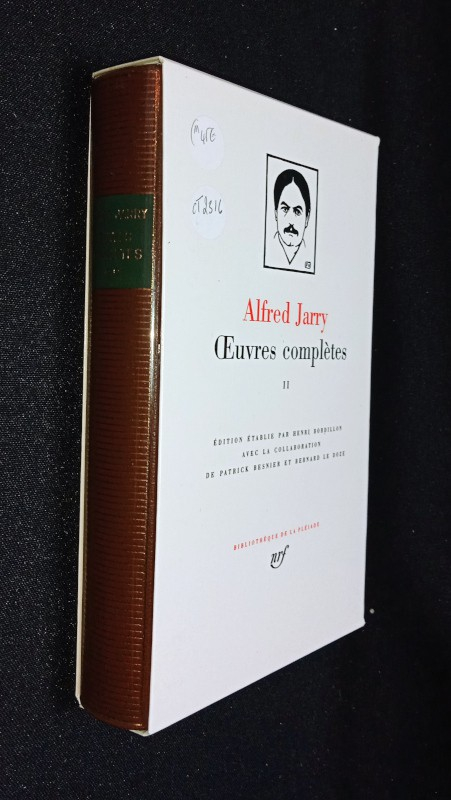 JARRY
Alfred Jarry
Œuvres complètes
II
ÉDITION ÉTABLIE PAR HENRI BORDILLON
AVEC LA COLLABORATION
DE PATRICK BESNIER ET BERNARD LE DOZE
BIBLIOTHÈQUE DE LA PLÉIADE
nrf